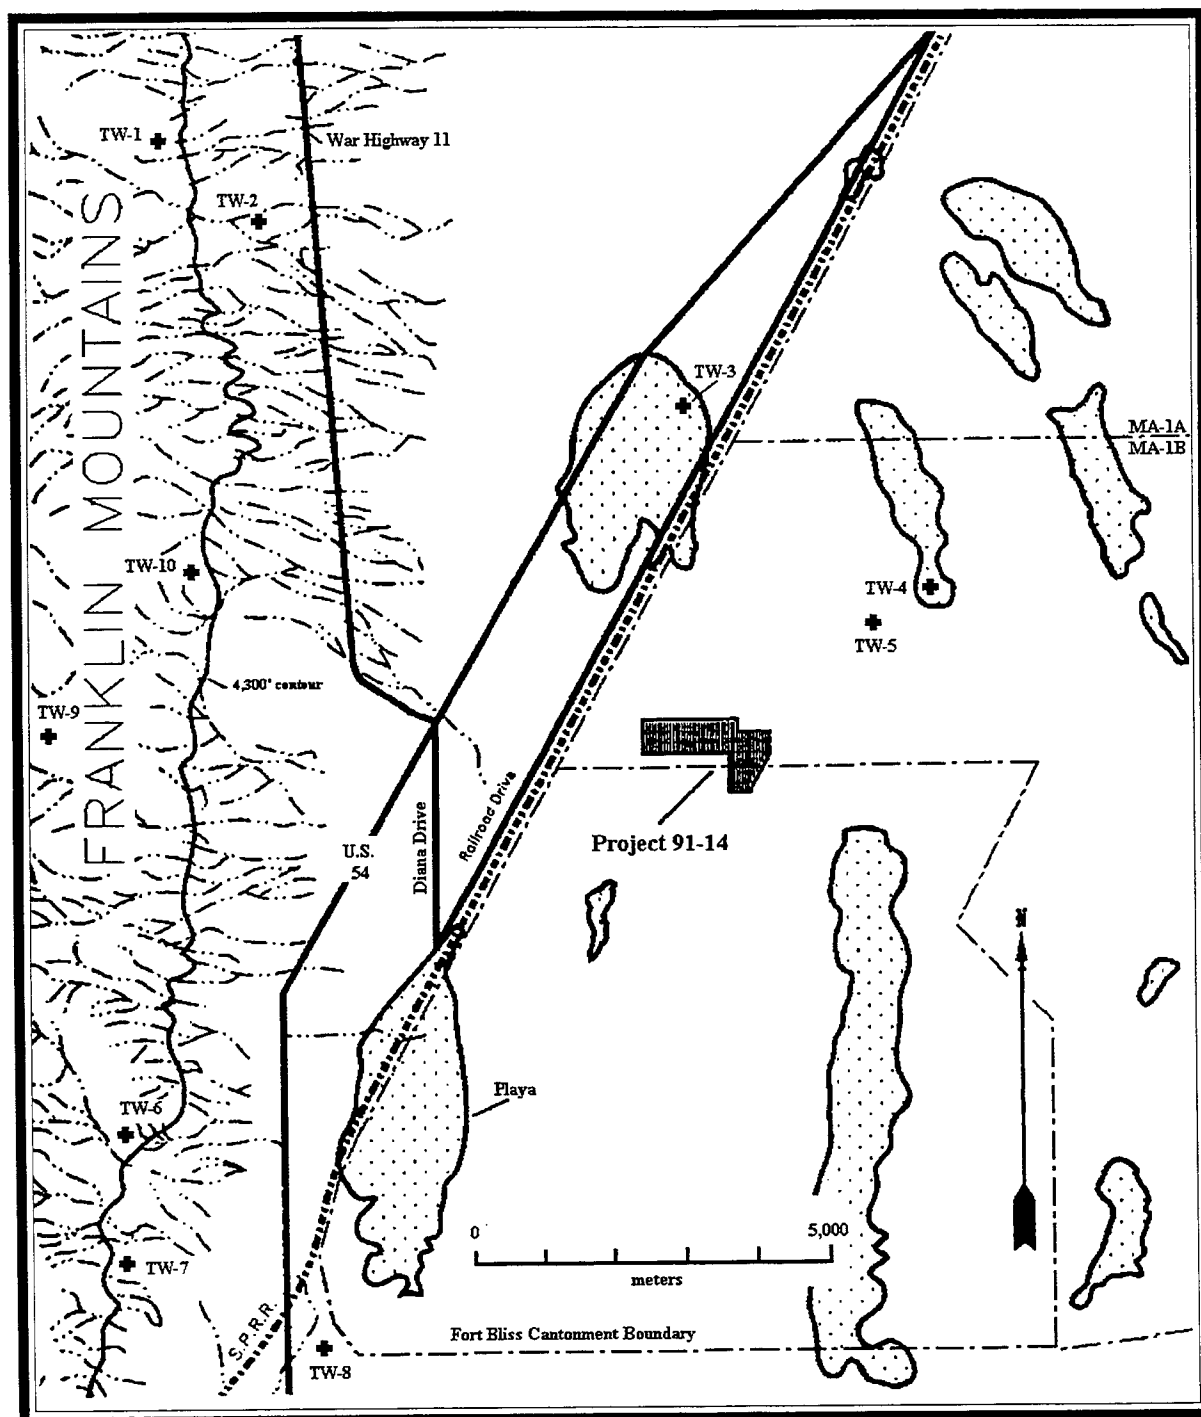 TW-1
War Highway 11
TW-2
FRANKLIN MOUNTAINS
TW-3
MA-1A
MA-1B
TW-10
TW-4
TW-5
4,300' contour
TW-9
Railroad Drive
Diana Drive
Project 91-14
U.S.
54
N
Playa
TW-6
0
5,000
meters
TW-7
S.P.R.R.
Fort Bliss Cantonment Boundary
TW-8